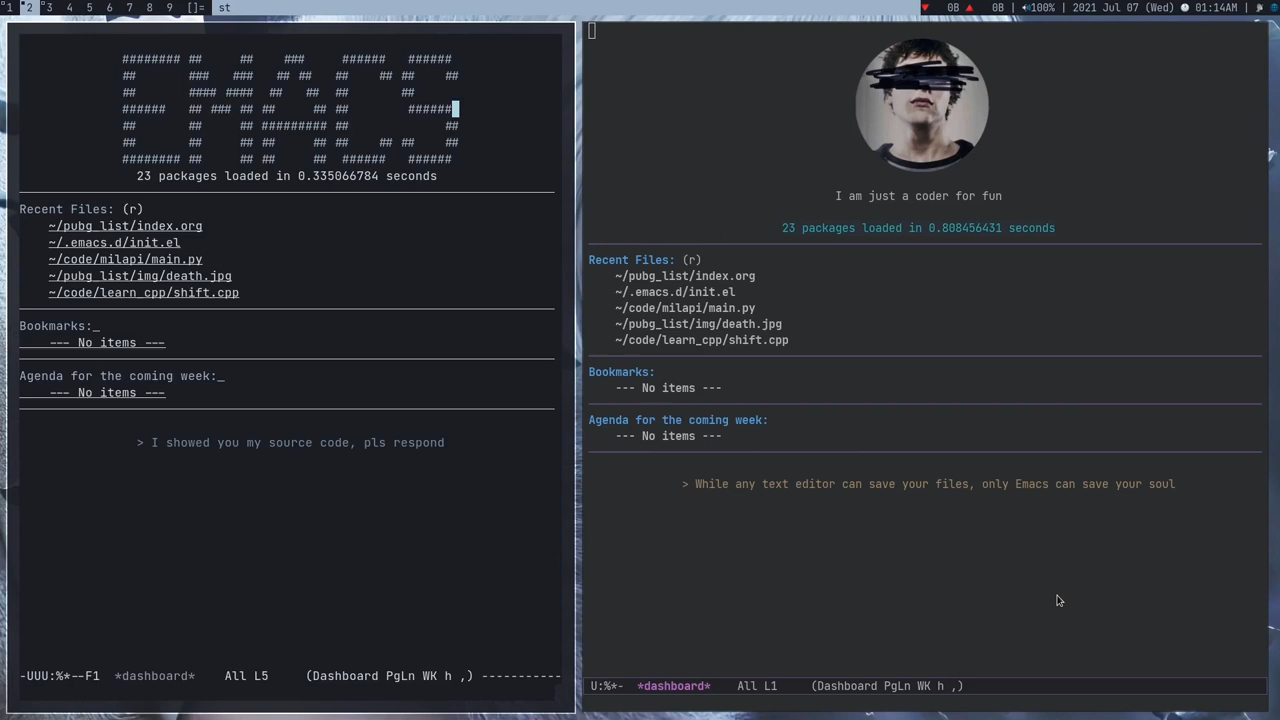 1 2 3 4 5 6 7 8 9 []= st
0B 0B | 100% | 2021 Jul 07 (Wed) 01:14AM |
######## ## ## ### ###### ######
## ### ### ## ## ## ## ## ##
## #### #### ## ## ## ##
###### ## ### ## ## ## ## ######
## ## ## ######### ## ##
## ## ## ## ## ## ## ## ##
######## ## ## ## ## ###### ######
23 packages loaded in 0.335066784 seconds
Recent Files: (r)
~/pubg_list/index.org
~/.emacs.d/init.el
~/code/milapi/main.py
~/pubg_list/img/death.jpg
~/code/learn_cpp/shift.cpp
Bookmarks:_
--- No items ---
Agenda for the coming week:_
--- No items ---
> I showed you my source code, pls respond
-UUU:%*--F1 *dashboard* All L5 (Dashboard PgLn WK h ,) -----------
I am just a coder for fun
23 packages loaded in 0.808456431 seconds
Recent Files: (r)
~/pubg_list/index.org
~/.emacs.d/init.el
~/code/milapi/main.py
~/pubg_list/img/death.jpg
~/code/learn_cpp/shift.cpp
Bookmarks:
--- No items ---
Agenda for the coming week:
--- No items ---
> While any text editor can save your files, only Emacs can save your soul
U:%*- *dashboard* All L1 (Dashboard PgLn WK h ,)